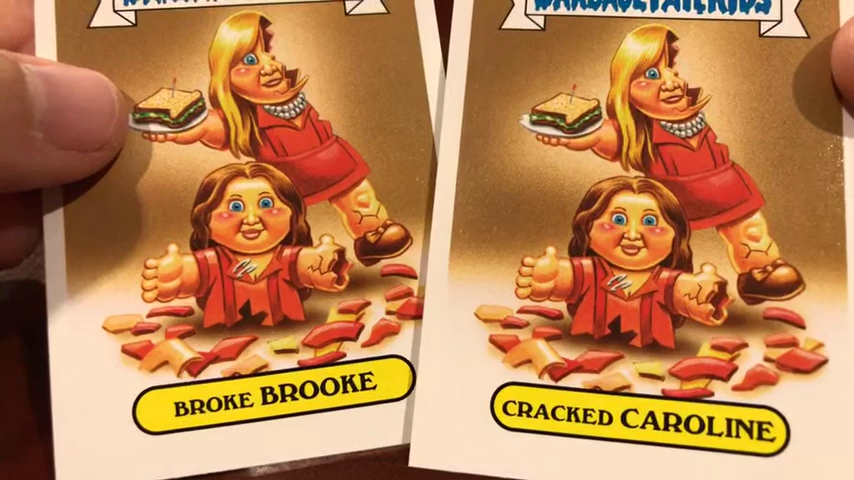 GARBAGE PAIL KIDS
BROKE BROOKE
CRACKED CAROLINE